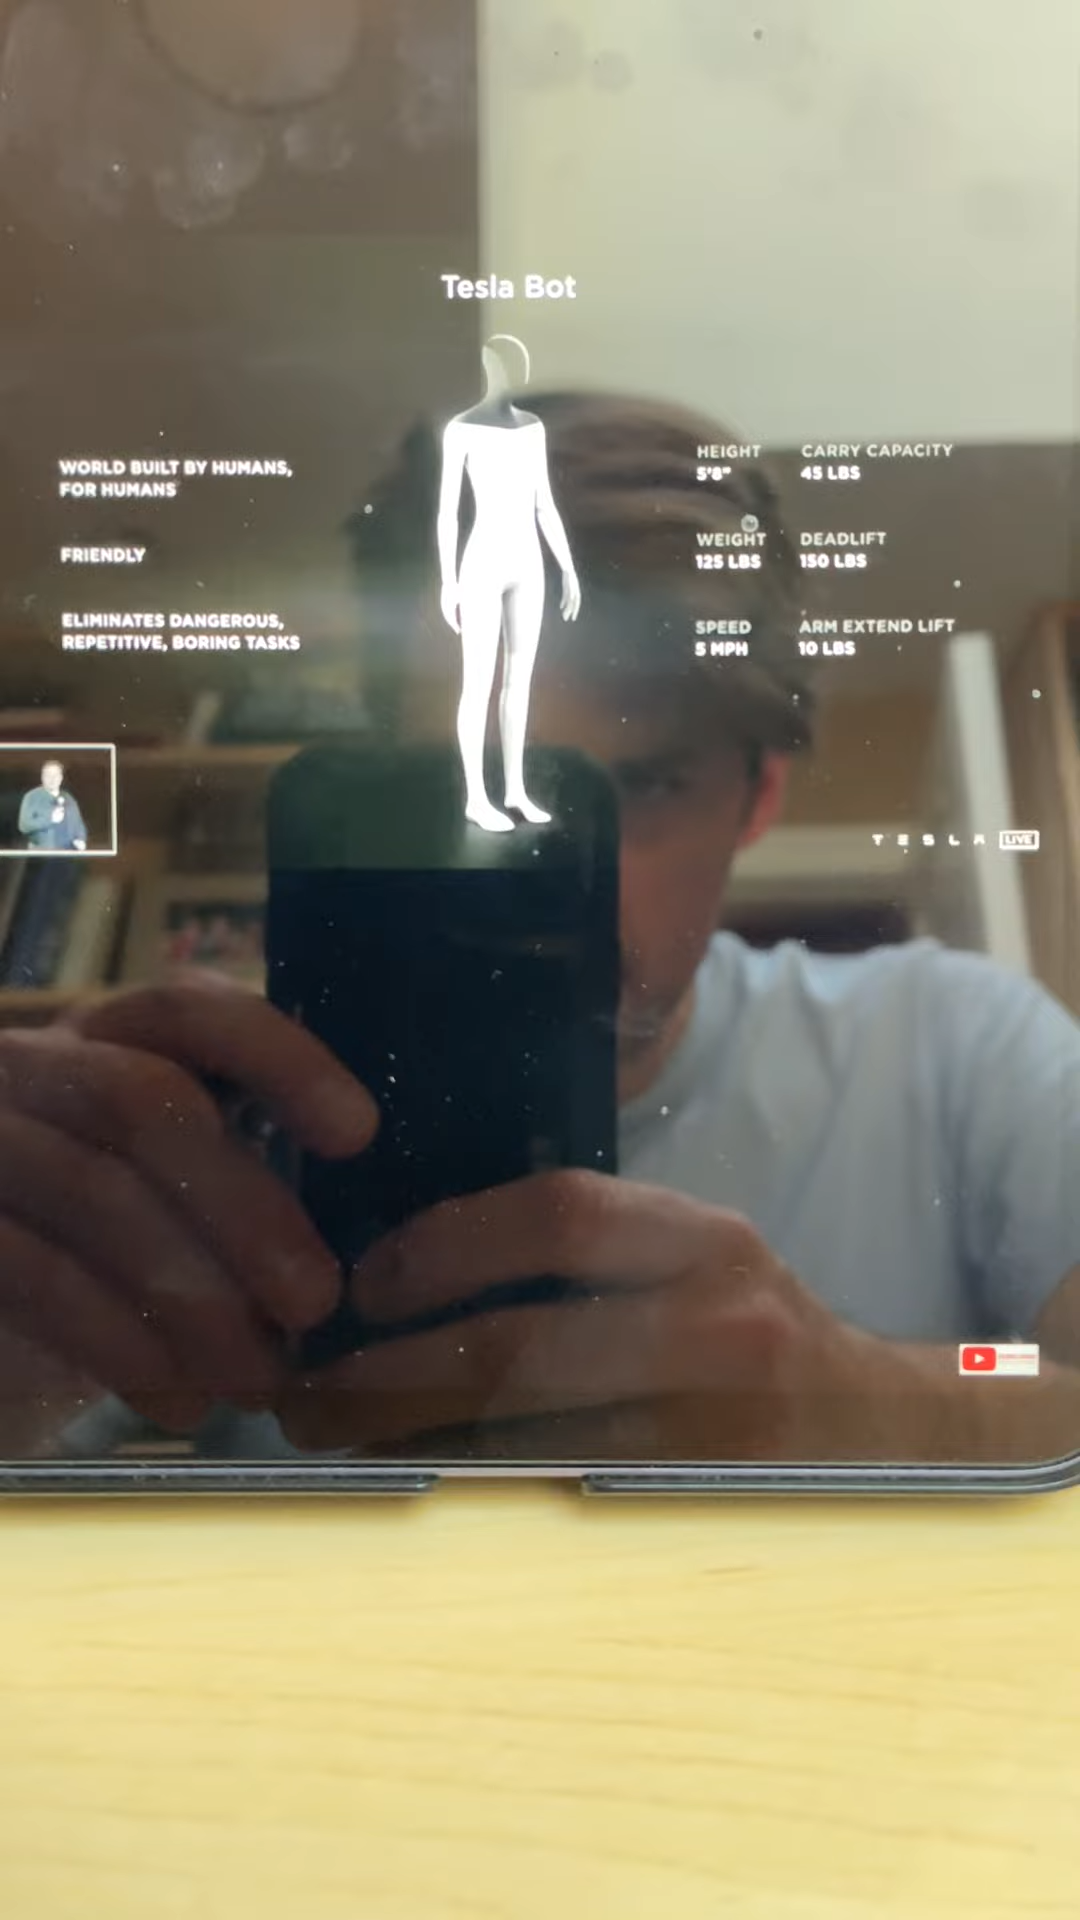 Tesla Bot
WORLD BUILT BY HUMANS,
FOR HUMANS
FRIENDLY
ELIMINATES DANGEROUS,
REPETITIVE, BORING TASKS
HEIGHT
5'8"
CARRY CAPACITY
45 LBS
WEIGHT
125 LBS
DEADLIFT
150 LBS
SPEED
5 MPH
ARM EXTEND LIFT
10 LBS
TESLA LIVE